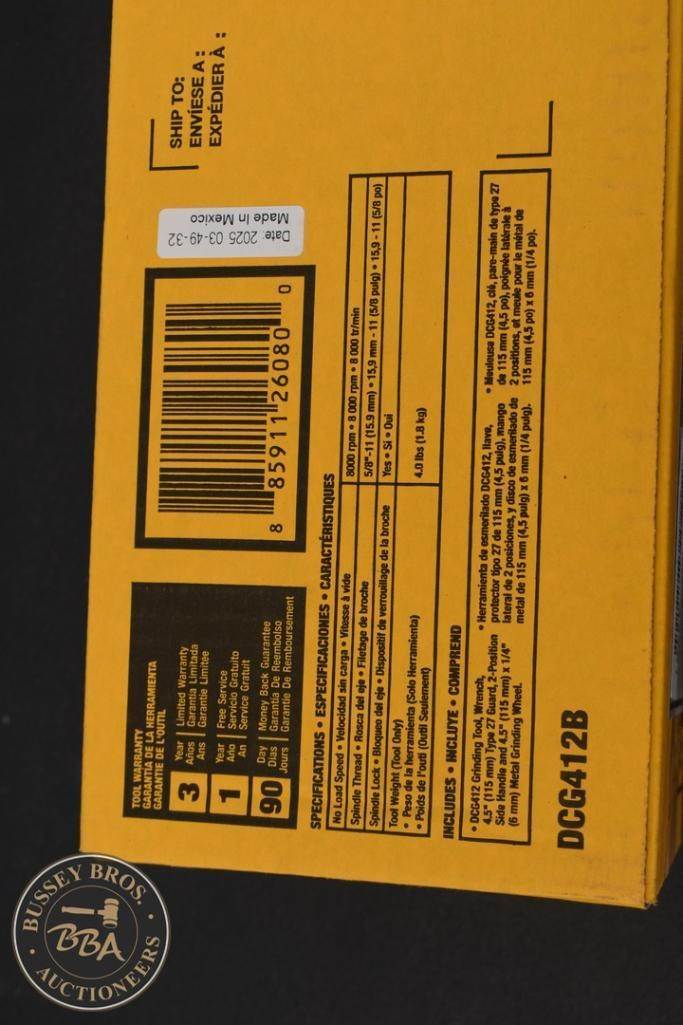 SHIP TO:
ENVÍESE A :
EXPÉDIER À :
Date: 2025 03-49-32
Made In Mexico
8 85911 26080 0
TOOL WARRANTY
GARANTÍA DE LA HERRAMIENTA
GARANTIE DE L'OUTIL
3 Year Limited Warranty
Años Garantía Limitada
Ans Garantie Limitee
1 Year Free Service
Año Servicio Gratuito
An Service Gratuit
90 Day Money Back Guarantee
Dias Garantia De Reembolso
Jours Garantie De Remboursement
SPECIFICATIONS • ESPECIFICACIONES • CARACTÉRISTIQUES
No Load Speed • Velocidad sin carga • Vitesse à vide 8000 rpm • 8 000 rpm • 8 000 tr/min
Spindle Thread • Rosca del eje • Filetage de broche 5/8"-11 (15.9 mm) • 15,9 mm - 11 (5/8 pulg) • 15,9 - 11 (5/8 po)
Spindle Lock • Bloqueo del eje • Dispositif de verrouillage de la broche Yes • Sí • Oui
Tool Weight (Tool Only)
• Peso de la herramienta (Solo Herramienta)
• Poids de l'outil (Outil Seulement) 4.0 lbs (1.8 kg)
INCLUDES • INCLUYE • COMPREND
• DCG412 Grinding Tool, Wrench,
4.5" (115 mm) Type 27 Guard, 2-Position
Side Handle and 4.5" (115 mm) x 1/4"
(6 mm) Metal Grinding Wheel.
• Herramienta de esmerilado DCG412, llave,
protector tipo 27 de 115 mm (4,5 pulg), mango
lateral de 2 posiciones, y disco de esmerilado de
metal de 115 mm (4,5 pulg) x 6 mm (1/4 pulg).
• Meuleuse DCG412, clé, pare-main de type 27
de 115 mm (4,5 po), poignée latérale à
2 positions, et meule pour le métal de
115 mm (4,5 po) x 6 mm (1/4 po).
DCG412B
BUSSEY BROS.
BBA
AUCTIONEERS